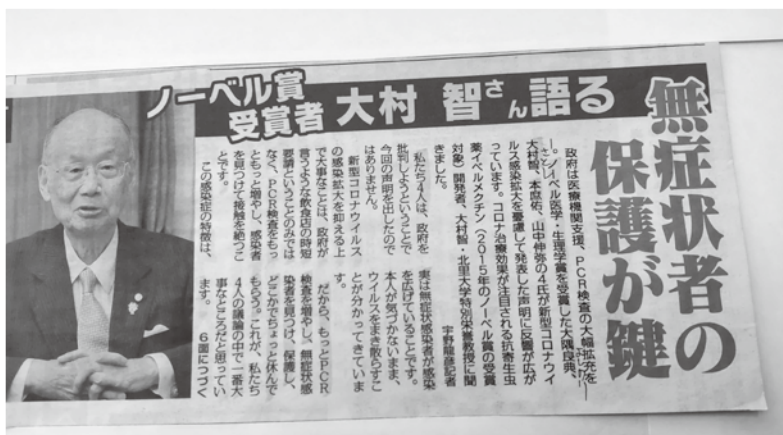 ノーベル賞
受賞者 大村 智さん語る
無症状者の
保護が鍵
政府は医療機関支援、PCR検査の大幅拡充を
。ノーベル医学・生理学賞を受賞した大隅良典、
大村智、本庶佑、山中伸弥の4氏が新型コロナウイ
ルス感染拡大を憂慮して発表した声明に反響が広が
っています。コロナ治療効果が注目される抗寄生虫
薬イベルメクチン(2015年のノーベル賞の受賞
対象)開発者、大村智・北里大学特別栄誉教授に聞
きました。
宇野龍彦記者
私たち4人は、政府を
批判しようということで
今回の声明を出したので
はありません。
新型コロナウイルス
の感染拡大を抑える上
で大事なことは、政府が
言うような飲食店の時短
要請ということのみでは
なく、PCR検査をもっ
ともっと増やし、感染者
を見つけて接触を絶つこ
とです。
この感染症の特徴は、
実は無症状感染者が感染
を広げていることです。
本人が気づかないまま、
ウイルスをまき散らすこ
とが分かってきていま
す。
だから、もっとPCR
検査を増やし、無症状感
染者を見つけ、保護し、
どこかでちょっと休んで
もらう。これが、私たち
4人の議論の中で一番大
事なところだと思ってい
ます。
6面につづく